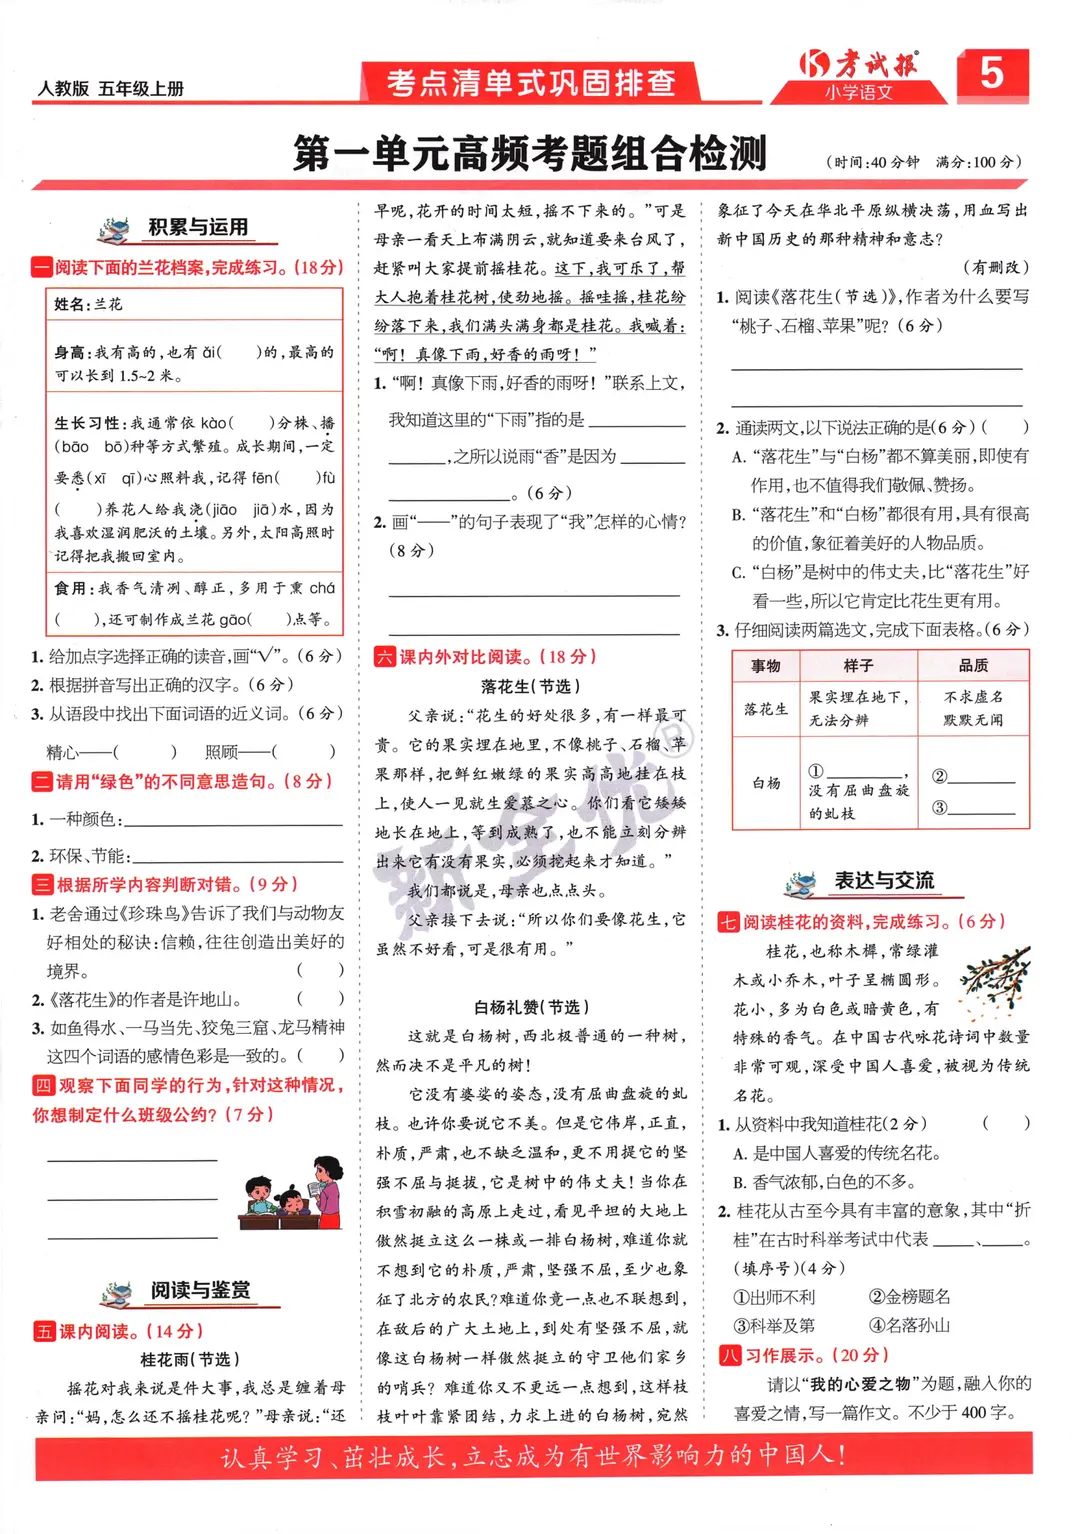 人教版 五年级上册
考点清单式巩固排查
考试报
小学语文
5
第一单元高频考题组合检测
(时间:40分钟 满分:100分)
积累与运用
一 阅读下面的兰花档案,完成练习。(18分)
姓名:兰花
身高:我有高的,也有ǎi( )的,最高的
可以长到1.5~2米。
生长习性:我通常依kào( )分株、播
(bāo bō)种等方式繁殖。成长期间,一定
要悉(xī qī)心照料我,记得fēn( )fù
( )养花人给我浇(jiāo jiā)水,因为
我喜欢湿润肥沃的土壤。另外,太阳高照时
记得把我搬回室内。
食用:我香气清冽、醇正,多用于熏chá
( ),还可制作成兰花gāo( )点等。
1. 给加点字选择正确的读音,画“√”。(6分)
2. 根据拼音写出正确的汉字。(6分)
3. 从语段中找出下面词语的近义词。(6分)
精心——( ) 照顾——( )
二 请用“绿色”的不同意思造句。(8分)
1. 一种颜色:
2. 环保、节能:
三 根据所学内容判断对错。(9分)
1. 老舍通过《珍珠鸟》告诉了我们与动物友
好相处的秘诀:信赖,往往创造出美好的
境界。 ( )
2.《落花生》的作者是许地山。 ( )
3. 如鱼得水、一马当先、狡兔三窟、龙马精神
这四个词语的感情色彩是一致的。( )
四 观察下面同学的行为,针对这种情况,
你想制定什么班级公约?(7分)
阅读与鉴赏
五 课内阅读。(14分)
桂花雨(节选)
摇花对我来说是件大事,我总是缠着母
亲问:“妈,怎么还不摇桂花呢?”母亲说:“还
早呢,花开的时间太短,摇不下来的。”可是
母亲一看天上布满阴云,就知道要来台风了,
赶紧叫大家提前摇桂花。这下,我可乐了,帮
大人抱着桂花树,使劲地摇。摇哇摇,桂花纷
纷落下来,我们满头满身都是桂花。我喊着:
“啊!真像下雨,好香的雨呀!”
1. “啊!真像下雨,好香的雨呀!”联系上文,
我知道这里的“下雨”指的是
,之所以说雨“香”是因为
。(6分)
2. 画“——”的句子表现了“我”怎样的心情?
(8分)
六 课内外对比阅读。(18分)
落花生(节选)
父亲说:“花生的好处很多,有一样最可
贵。它的果实埋在地里,不像桃子、石榴、苹
果那样,把鲜红嫩绿的果实高高地挂在枝
上,使人一见就生爱慕之心。你们看它矮矮
地长在地上,等到成熟了,也不能立刻分辨
出来它有没有果实,必须挖起来才知道。”
我们都说是,母亲也点点头。
父亲接下去说:“所以你们要像花生,它
虽然不好看,可是很有用。”
白杨礼赞(节选)
这就是白杨树,西北极普通的一种树,
然而决不是平凡的树!
它没有婆娑的姿态,没有屈曲盘旋的虬
枝。也许你要说它不美。但是它伟岸,正直,
朴质,严肃,也不缺乏温和,更不用提它的坚
强不屈与挺拔,它是树中的伟丈夫!当你在
积雪初融的高原上走过,看见平坦的大地上
傲然挺立这么一株或一排白杨树,难道你就
不想到它的朴质,严肃,坚强不屈,至少也象
征了北方的农民?难道你竟一点也不联想到,
在敌后的广大土地上,到处有坚强不屈,就
像这白杨树一样傲然挺立的守卫他们家乡
的哨兵?难道你又不更远一点想到,这样枝
枝叶叶靠紧团结,力求上进的白杨树,宛然
象征了今天在华北平原纵横决荡,用血写出
新中国历史的那种精神和意志?
(有删改)
1. 阅读《落花生(节选)》,作者为什么要写
“桃子、石榴、苹果”呢?(6分)
2. 通读两文,以下说法正确的是(6分)( )
A. “落花生”与“白杨”都不算美丽,即使有
作用,也不值得我们敬佩、赞扬。
B. “落花生”和“白杨”都很有用,具有很高
的价值,象征着美好的人物品质。
C. “白杨”是树中的伟丈夫,比“落花生”好
看一些,所以它肯定比花生更有用。
3. 仔细阅读两篇选文,完成下面表格。(6分)
事物 样子 品质
落花生 果实埋在地下,无法分辨 不求虚名 默默无闻
白杨 ① ,没有屈曲盘旋的虬枝 ② ③
表达与交流
七 阅读桂花的资料,完成练习。(6分)
桂花,也称木樨,常绿灌
木或小乔木,叶子呈椭圆形。
花小,多为白色或暗黄色,有
特殊的香气。在中国古代咏花诗词中数量
非常可观,深受中国人喜爱,被视为传统
名花。
1. 从资料中我知道桂花(2分) ( )
A. 是中国人喜爱的传统名花。
B. 香气浓郁,白色的不多。
2. 桂花从古至今具有丰富的意象,其中“折
桂”在古时科举考试中代表 、 。
(填序号)(4分)
①出师不利 ②金榜题名
③科举及第 ④名落孙山
八 习作展示。(20分)
请以“我的心爱之物”为题,融入你的
喜爱之情,写一篇作文。不少于400字。
新全优®
认真学习、茁壮成长,立志成为有世界影响力的中国人!